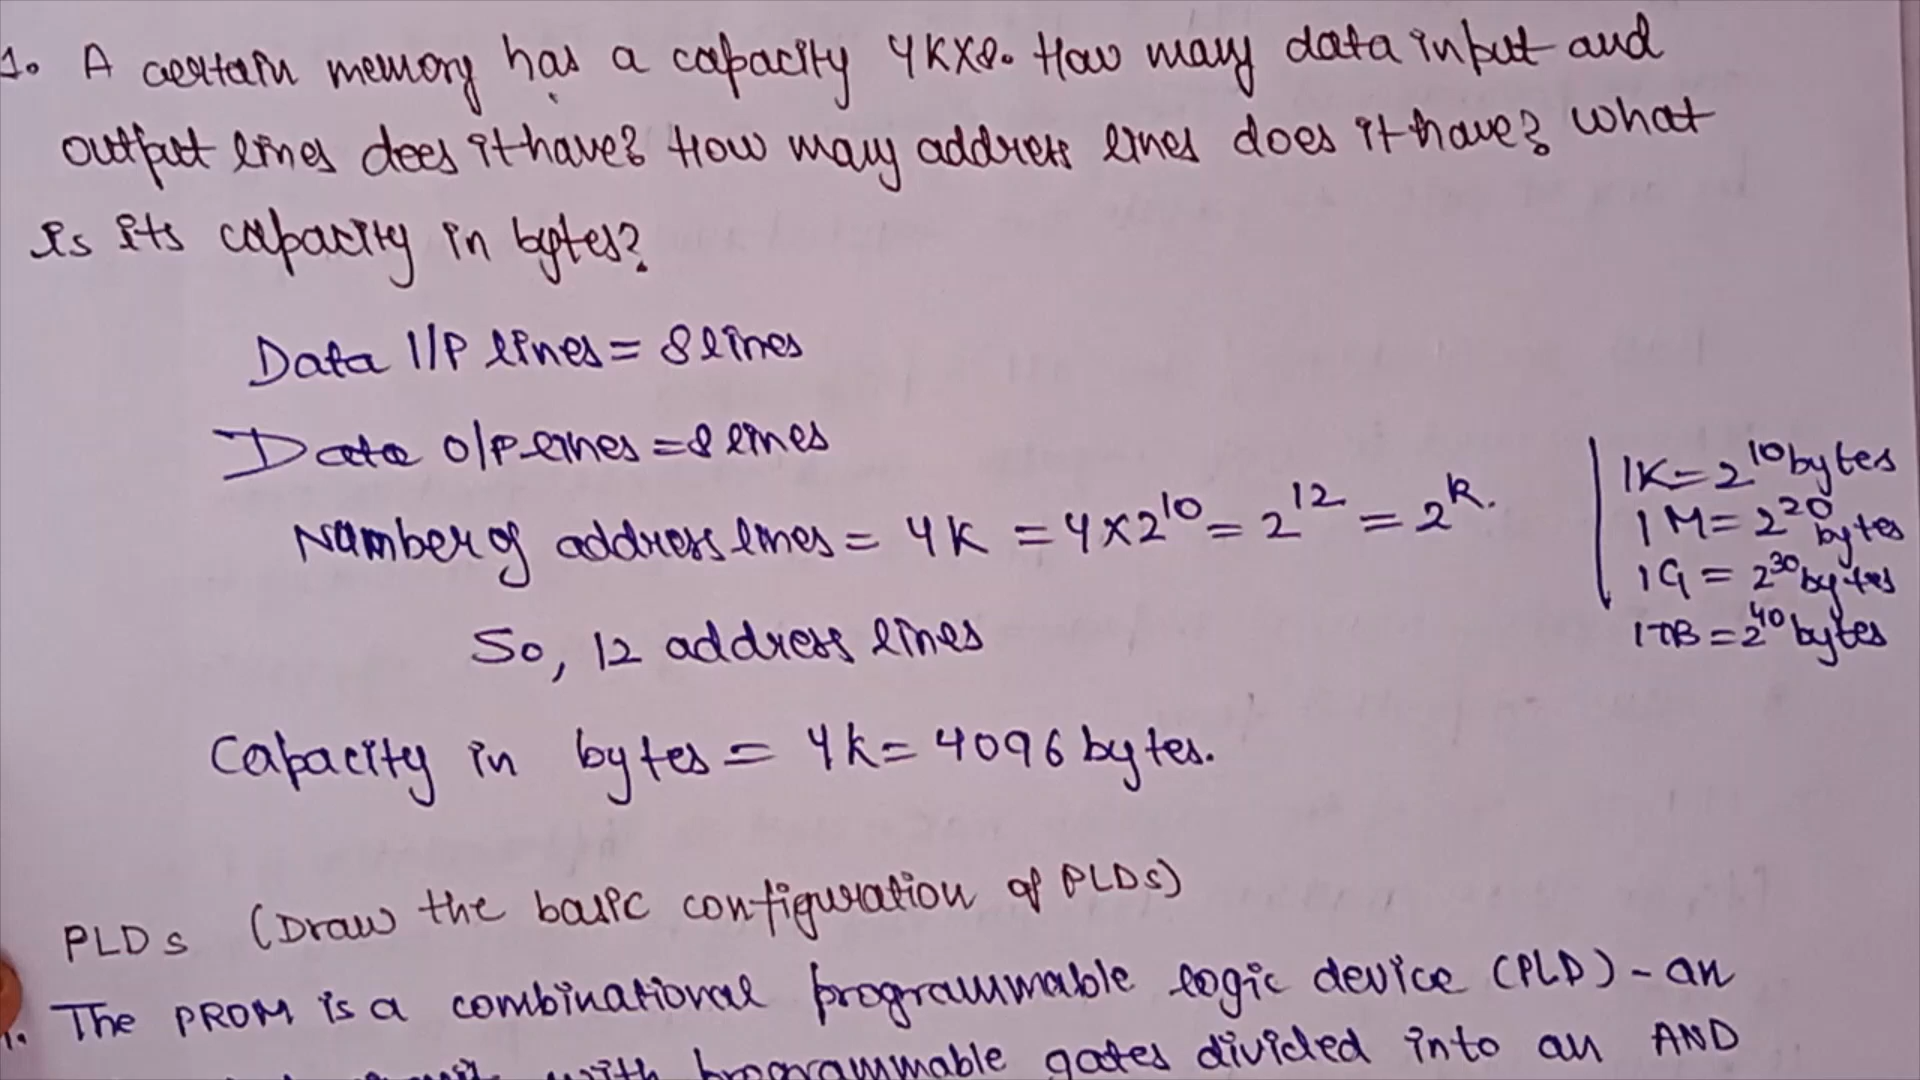 1. A certain memory has a capacity 4K×8. How many data input and
output lines does it have? How many address lines does it have? What
is its capacity in bytes?
Data I/P lines = 8 lines
Data O/P lines = 8 lines
Number of address lines = 4K = 4×2^10 = 2^12 = 2^k.
1K = 2^10 bytes
1M = 2^20 bytes
1G = 2^30 bytes
1TB = 2^40 bytes
So, 12 address lines
Capacity in bytes = 4K = 4096 bytes.
PLDs (Draw the basic configuration of PLDs)
1. The PROM is a combinational programmable logic device (PLD) - an
with programmable gates divided into an AND